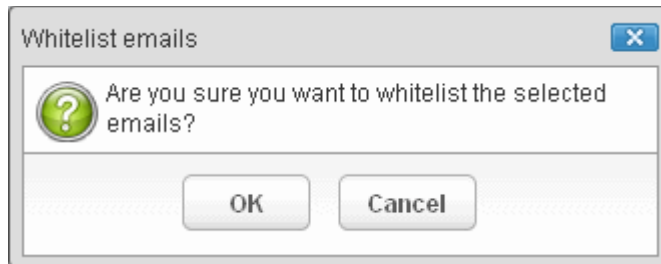 Whitelist emails
Are you sure you want to whitelist the selected
emails?
OK Cancel